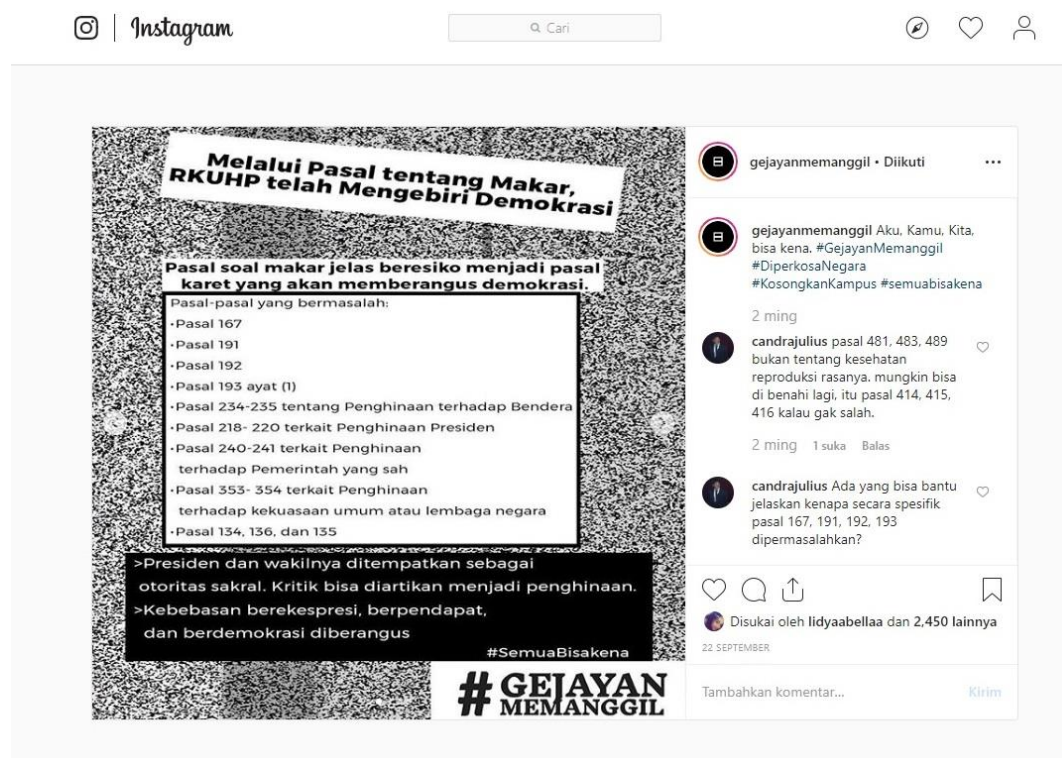 Instagram
Cari
Melalui Pasal tentang Makar,
RKUHP telah Mengebiri Demokrasi
Pasal soal makar jelas beresiko menjadi pasal
karet yang akan memberangus demokrasi.
Pasal-pasal yang bermasalah:
•Pasal 167
•Pasal 191
•Pasal 192
•Pasal 193 ayat (1)
•Pasal 234-235 tentang Penghinaan terhadap Bendera
•Pasal 218- 220 terkait Penghinaan Presiden
•Pasal 240-241 terkait Penghinaan
terhadap Pemerintah yang sah
•Pasal 353- 354 terkait Penghinaan
terhadap kekuasaan umum atau lembaga negara
•Pasal 134, 136, dan 135
>Presiden dan wakilnya ditempatkan sebagai
otoritas sakral. Kritik bisa diartikan menjadi penghinaan.
>Kebebasan berekspresi, berpendapat,
dan berdemokrasi diberangus
#SemuaBisakena
# GEJAYAN
MEMANGGIL
gejayanmemanggil • Diikuti
gejayanmemanggil Aku, Kamu, Kita,
bisa kena. #GejayanMemanggil
#DiperkosaNegara
#KosongkanKampus #semuabisakena
2 ming
candrajulius pasal 481, 483, 489
bukan tentang kesehatan
reproduksi rasanya. mungkin bisa
di benahi lagi, itu pasal 414, 415,
416 kalau gak salah.
2 ming 1 suka Balas
candrajulius Ada yang bisa bantu
jelaskan kenapa secara spesifik
pasal 167, 191, 192, 193
dipermasalahkan?
Disukai oleh lidyaabellaa dan 2,450 lainnya
22 SEPTEMBER
Tambahkan komentar... Kirim